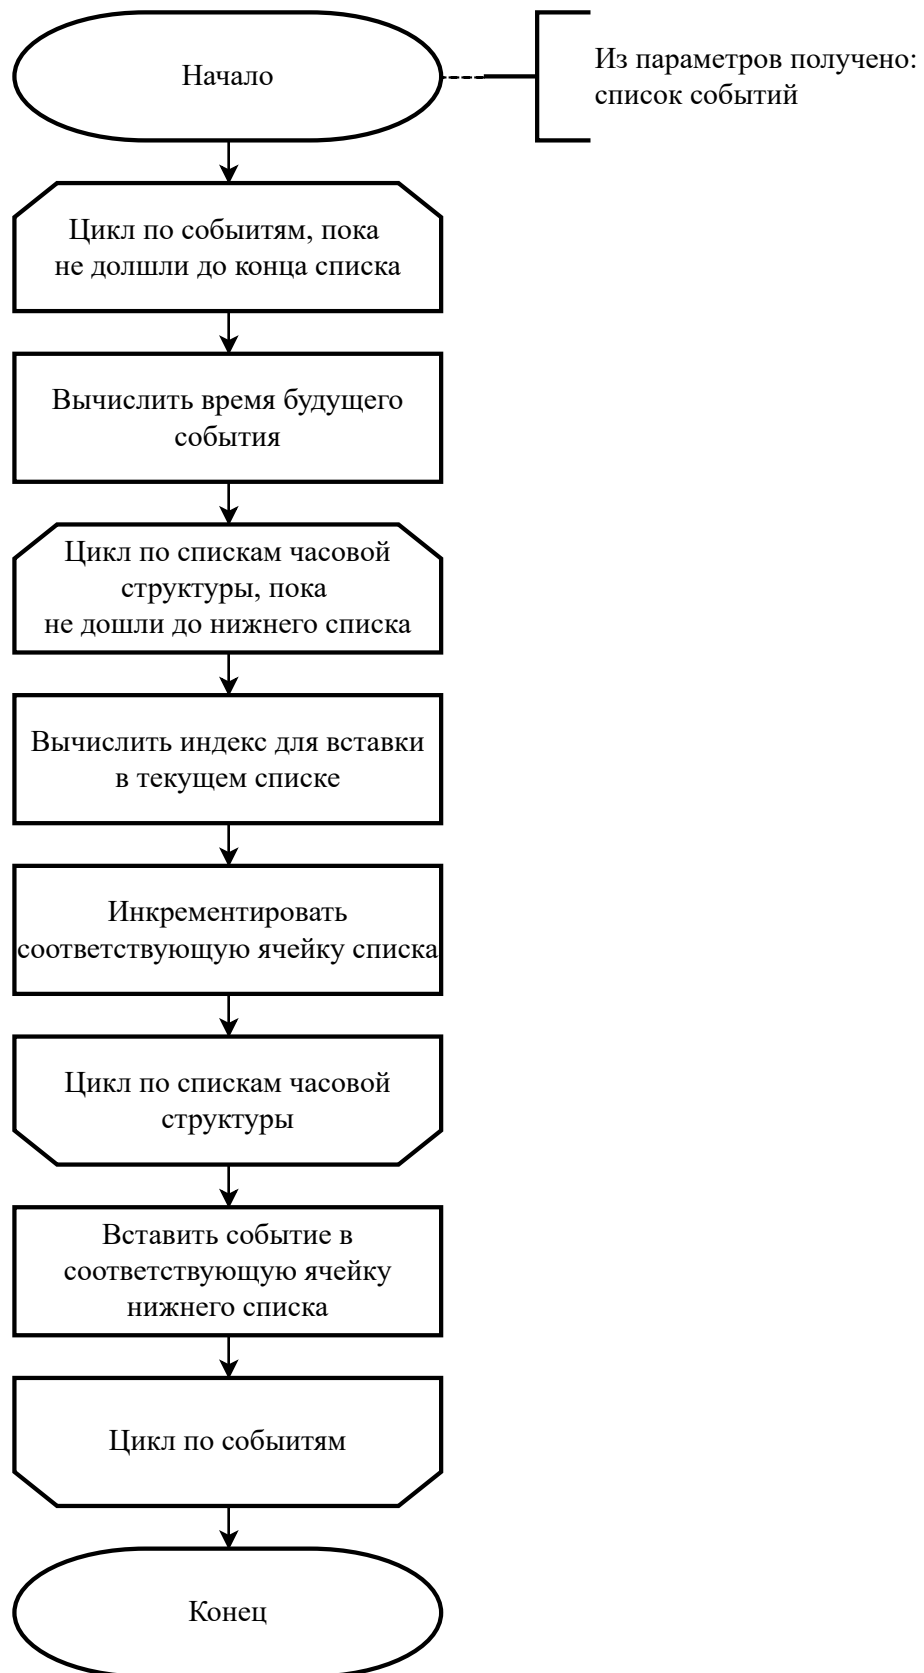 Начало
Из параметров получено:
список событий
Цикл по собыитям, пока
не долшли до конца списка
Вычислить время будущего
события
Цикл по спискам часовой
структуры, пока
не дошли до нижнего списка
Вычислить индекс для вставки
в текущем списке
Инкрементировать
соответствующую ячейку списка
Цикл по спискам часовой
структуры
Вставить событие в
соответствующую ячейку
нижнего списка
Цикл по собыитям
Конец